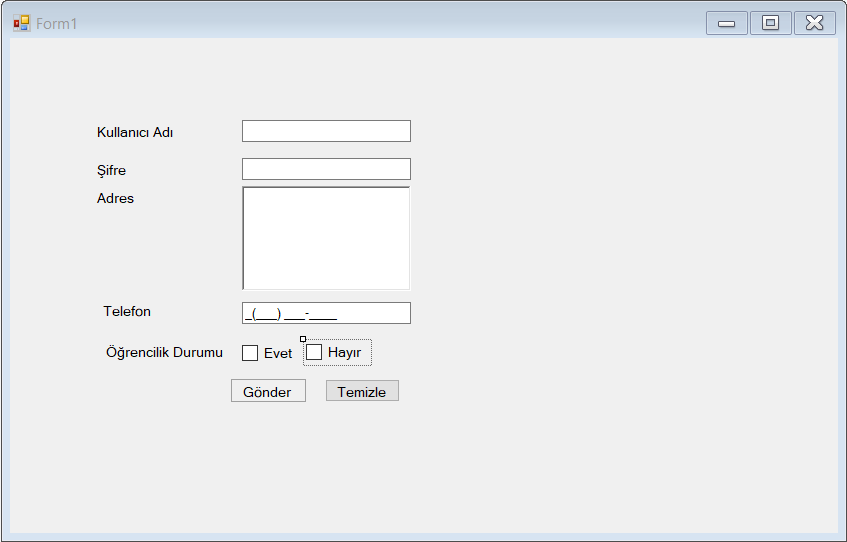 Form1
Kullanıcı Adı
Şifre
Adres
Telefon _(___) ___-____
Öğrencilik Durumu Evet Hayır
Gönder Temizle